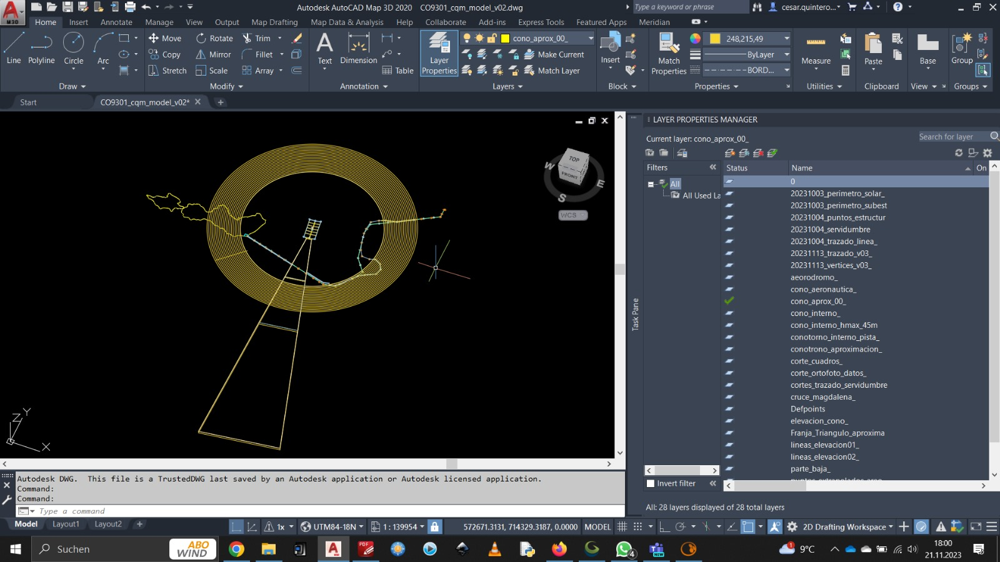 Autodesk AutoCAD Map 3D 2020 CO9301_cqm_model_v02.dwg
Type a keyword or phrase
cesar.quintero...
M3D
Home Insert Annotate Manage View Output Map Drafting Map Data & Analysis Help Collaborate Add-ins Express Tools Featured Apps Meridian
Line Polyline Circle Arc
Move Rotate Trim
Copy Mirror Fillet
Stretch Scale Array
Text Dimension Table
Layer Properties
cono_aprox_00_
Make Current
Match Layer
Insert
Match Properties
248,215,49
ByLayer
BORD...
Measure Paste Base Group
Draw Modify Annotation Layers Block Properties Utilities Clipboard View Groups
Start CO9301_cqm_model_v02*
TOP
FRONT
W
E
S
WCS
Z Y
X
LAYER PROPERTIES MANAGER
Current layer: cono_aprox_00_
Search for layer
Filters
All
All Used La
Status Name On
0
20231003_perimetro_solar_
20231003_perimetro_subest
20231004_puntos_estructur
20231004_servidumbre
20231004_trazado_linea_
20231113_trazado_v03_
20231113_vertices_v03_
aeorodromo_
cono_aeronautica_
cono_aprox_00_
cono_interno_
cono_interno_hmax_45m
conotorno_interno_pista_
conotrono_aproximacion_
corte_cuadros_
corte_ortofoto_datos_
cortes_trazado_servidumbre
cruce_magdalena_
Defpoints
elevacion_cono_
Franja_Triangulo_aproxima
lineas_elevacion01_
lineas_elevacion02_
parte_baja_
Invert filter
All: 28 layers displayed of 28 total layers
Task Pane
Autodesk DWG. This file is a TrustedDWG last saved by an Autodesk application or Autodesk licensed application.
Command:
Command:
Type a command
Model Layout1 Layout2
1x UTM84-18N 1 : 139954 572671.3131, 714329.3187, 0.0000 MODEL 2D Drafting Workspace
Suchen
ABO
WIND
PDF
4
NEW
1
9°C
18:00
21.11.2023